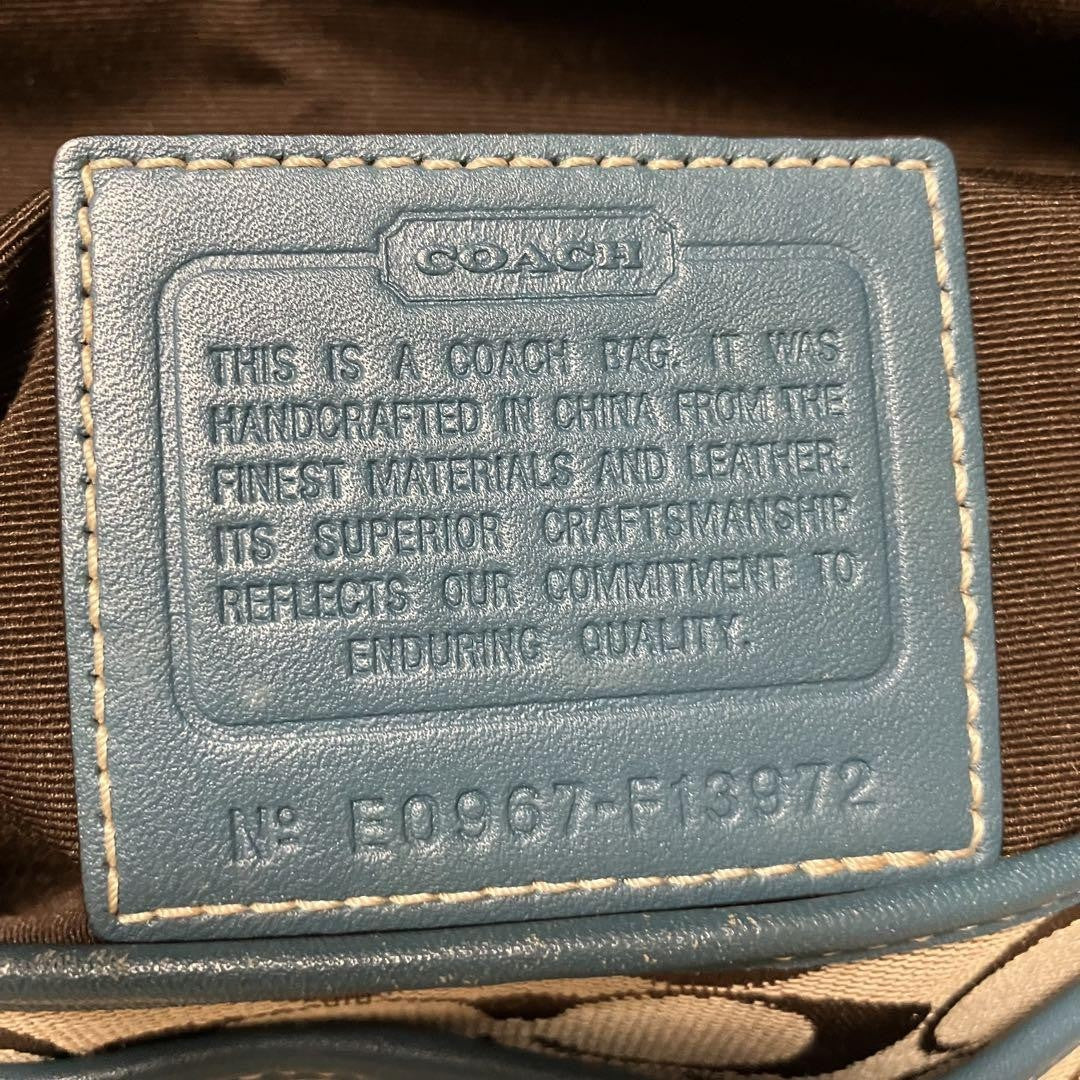 COACH
THIS IS A COACH BAG. IT WAS
HANDCRAFTED IN CHINA FROM THE
FINEST MATERIALS AND LEATHER.
ITS SUPERIOR CRAFTSMANSHIP
REFLECTS OUR COMMITMENT TO
ENDURING QUALITY.
Nº E0967-F13972